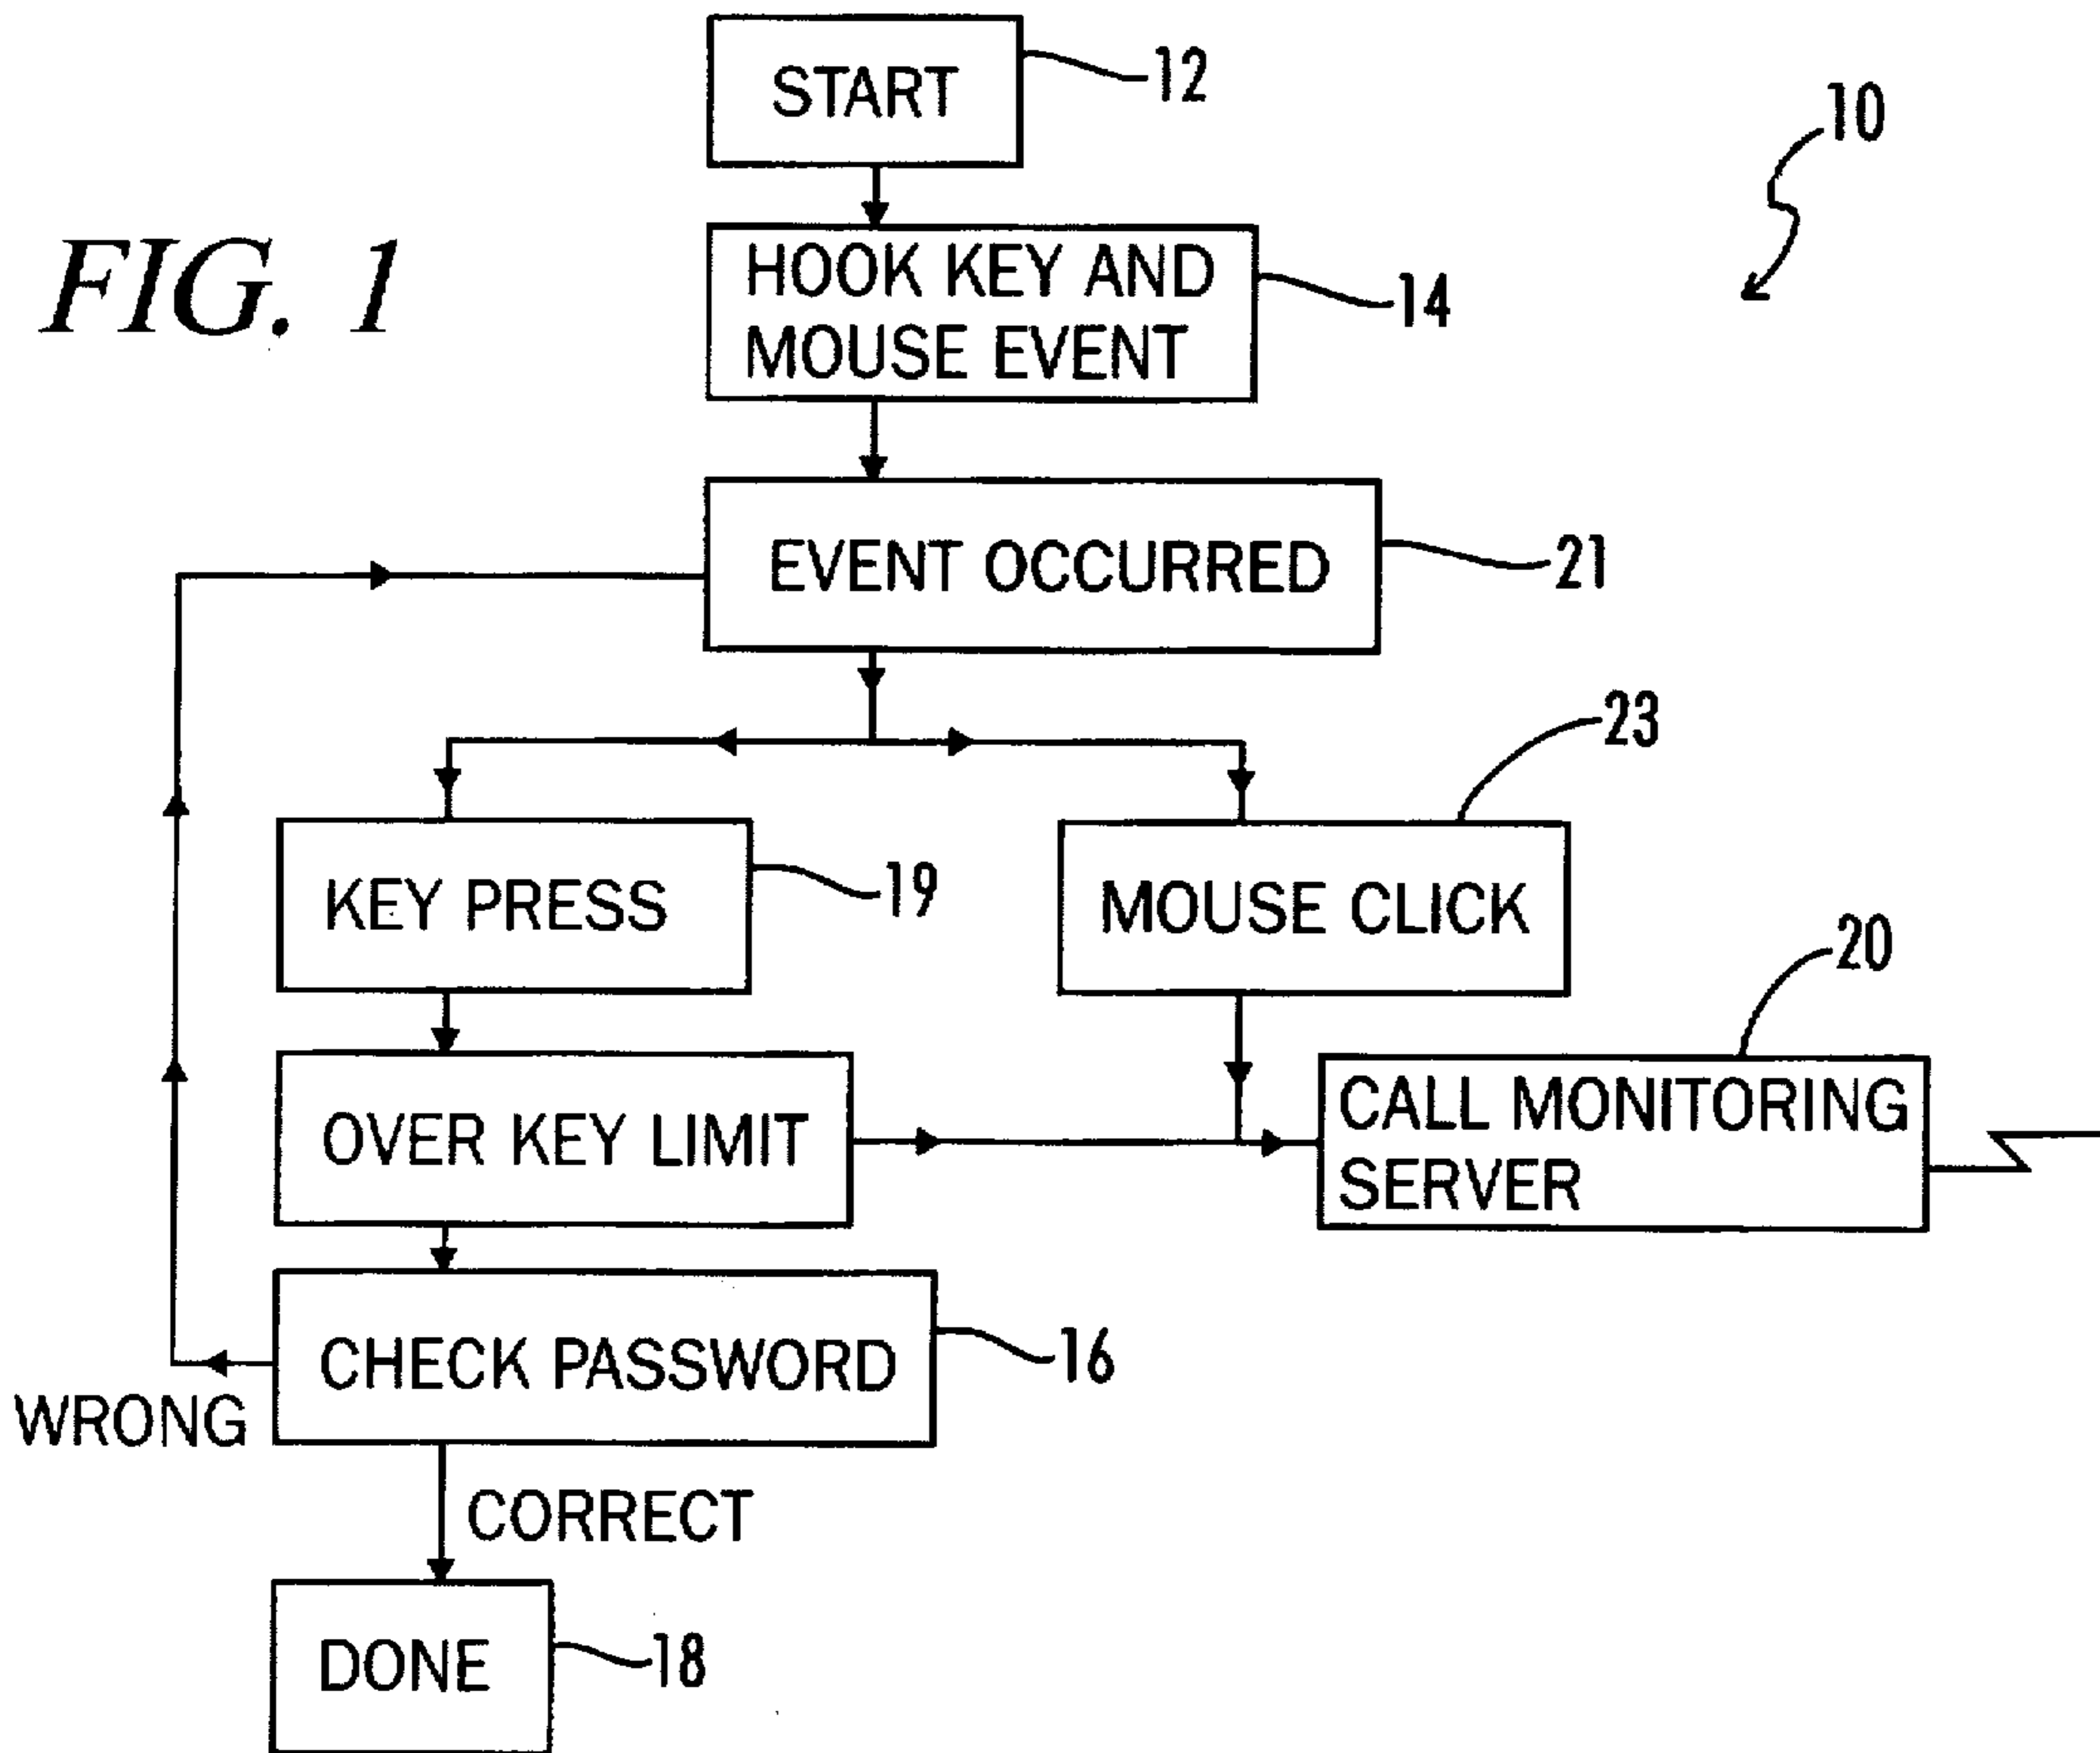 START
12
10
FIG. 1
HOOK KEY AND
MOUSE EVENT
14
EVENT OCCURRED
21
23
KEY PRESS
19
MOUSE CLICK
20
OVER KEY LIMIT
CALL MONITORING
SERVER
CHECK PASSWORD
16
WRONG
CORRECT
DONE
18